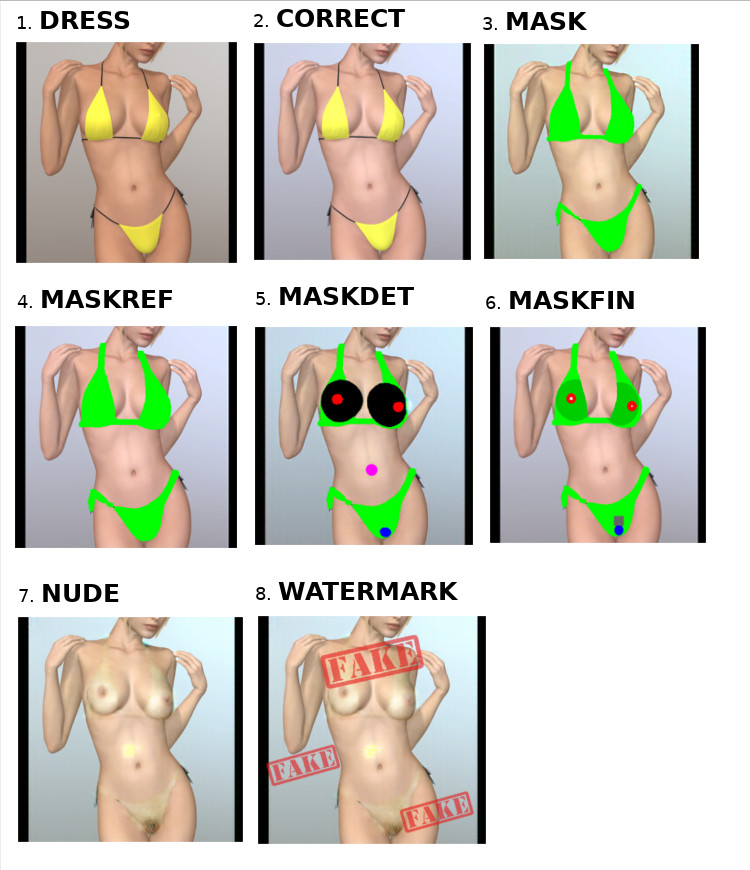 1. DRESS
2. CORRECT
3. MASK
4. MASKREF
5. MASKDET
6. MASKFIN
7. NUDE
8. WATERMARK
FAKE
FAKE
FAKE